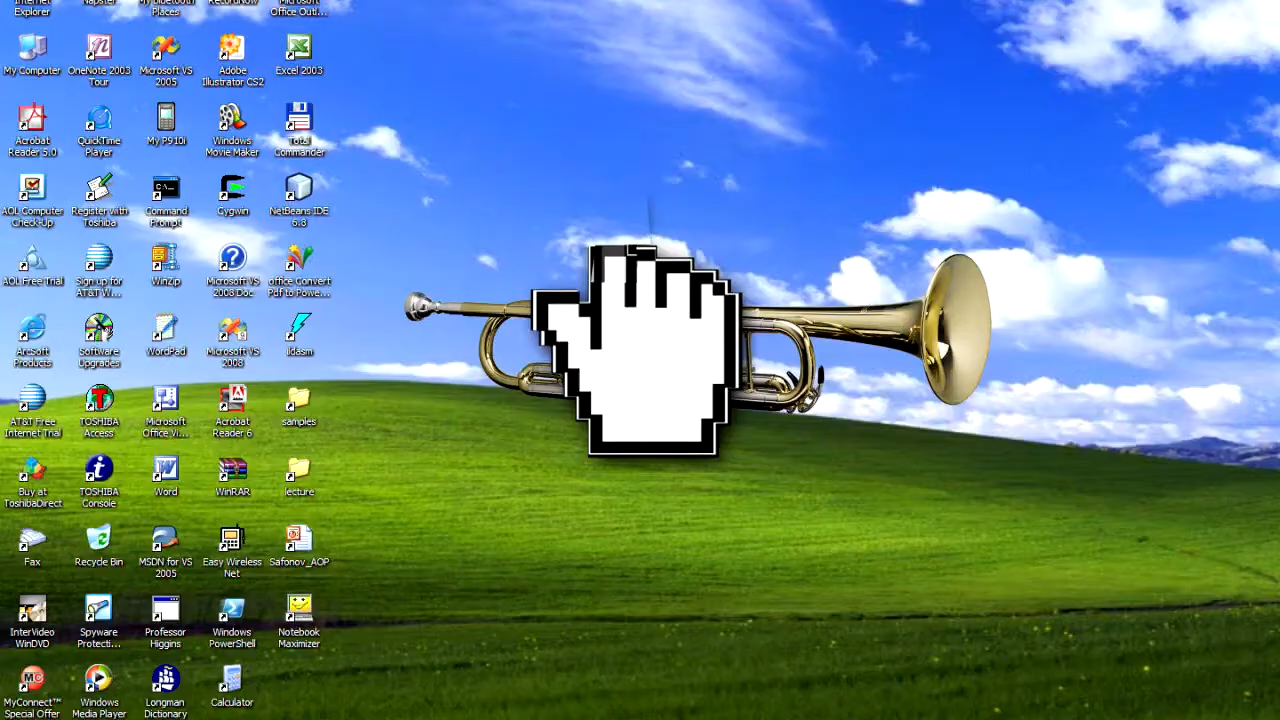 Internet
Explorer
Napster
My Bluetooth
Places
RecordNow
Microsoft
Office Outl...
My Computer
OneNote 2003
Tour
Microsoft VS
2005
Adobe
Illustrator CS2
Excel 2003
Acrobat
Reader 5.0
QuickTime
Player
My P910i
Windows
Movie Maker
Total
Commander
AOL Computer
Check-Up
Register with
Toshiba
Command
Prompt
Cygwin
NetBeans IDE
6.8
AOL Free Trial
Sign up for
AT&T W...
WinZip
Microsoft VS
2008 Doc
office Convert
Pdf to Powe...
ArcSoft
Products
Software
Upgrades
WordPad
Microsoft VS
2008
ildasm
AT&T Free
Internet Trial
TOSHIBA
Access
Microsoft
Office Vi...
Acrobat
Reader 6
samples
Buy at
ToshibaDirect
TOSHIBA
Console
Word
WinRAR
lecture
Fax
Recycle Bin
MSDN for VS
2005
Easy Wireless
Net
Safonov_AOP
InterVideo
WinDVD
Spyware
Protecti...
Professor
Higgins
Windows
PowerShell
Notebook
Maximizer
MyConnect™
Special Offer
Windows
Media Player
Longman
Dictionary
Calculator